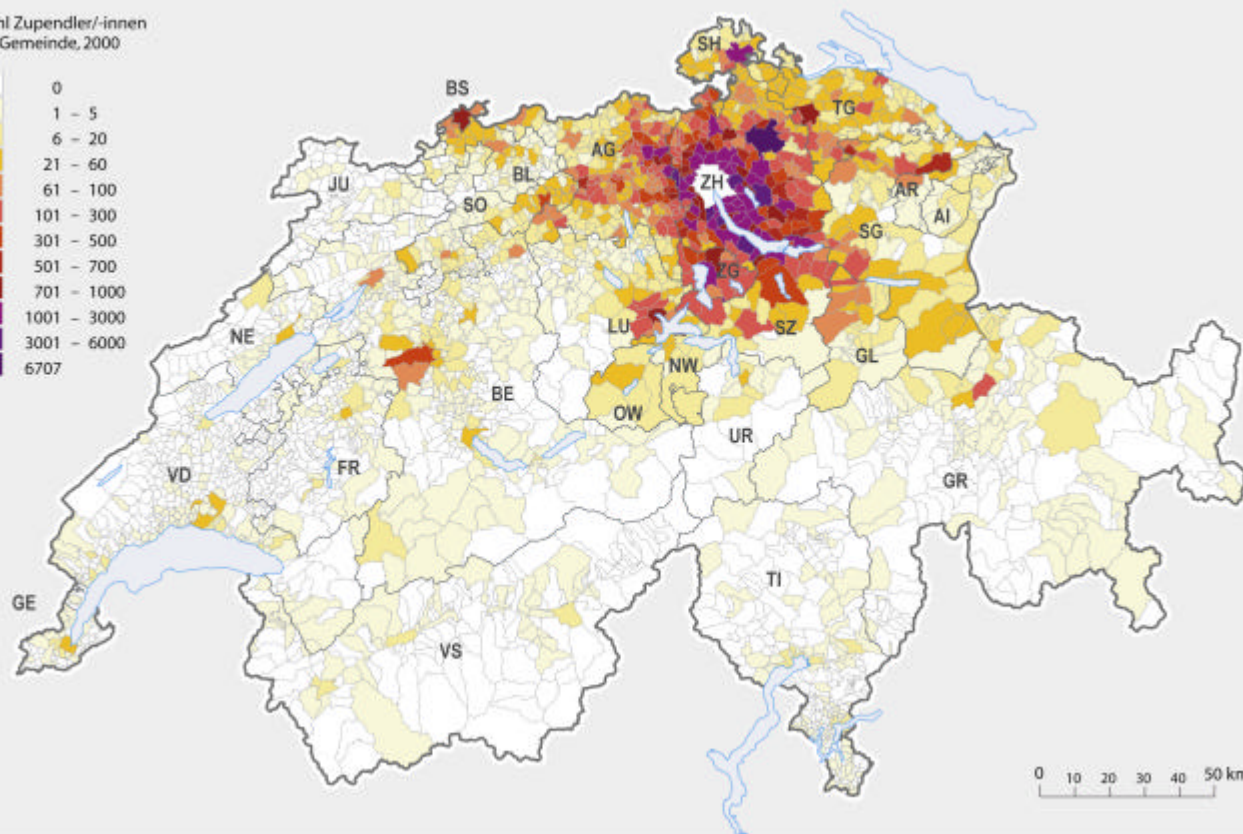 hl Zupendler/-innen
Gemeinde, 2000
0
1 – 5
6 – 20
21 – 60
61 – 100
101 – 300
301 – 500
501 – 700
701 – 1000
1001 – 3000
3001 – 6000
6707
SH
BS
TG
AG
JU
BL
ZH
AR
SO
AI
SG
ZG
NE
LU
SZ
GL
NW
BE
OW
UR
VD
FR
GR
TI
GE
VS
0 10 20 30 40 50 km